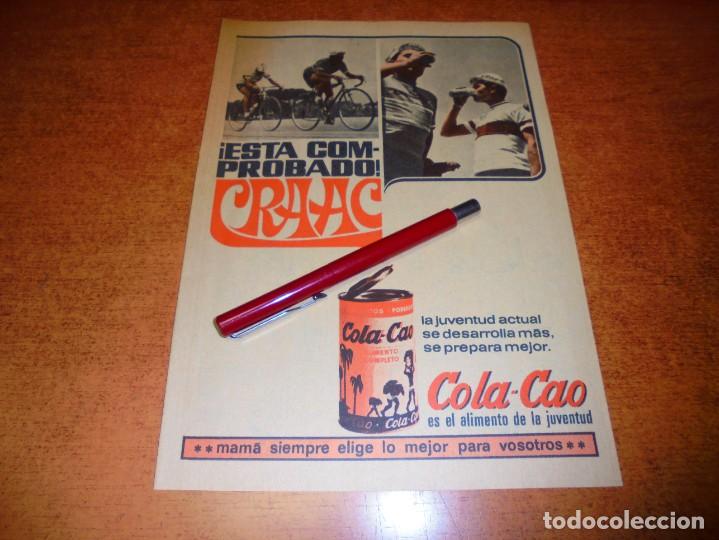 ¡ESTA COM-
PROBADO!
CRAAC
Cola-Cao
ALIMENTO
COMPLETO
Cola-C
la juventud actual
se desarrolla más,
se prepara mejor.
Cola-Cao
es el alimento de la juventud
** mamá siempre elige lo mejor para vosotros **
todocoleccion